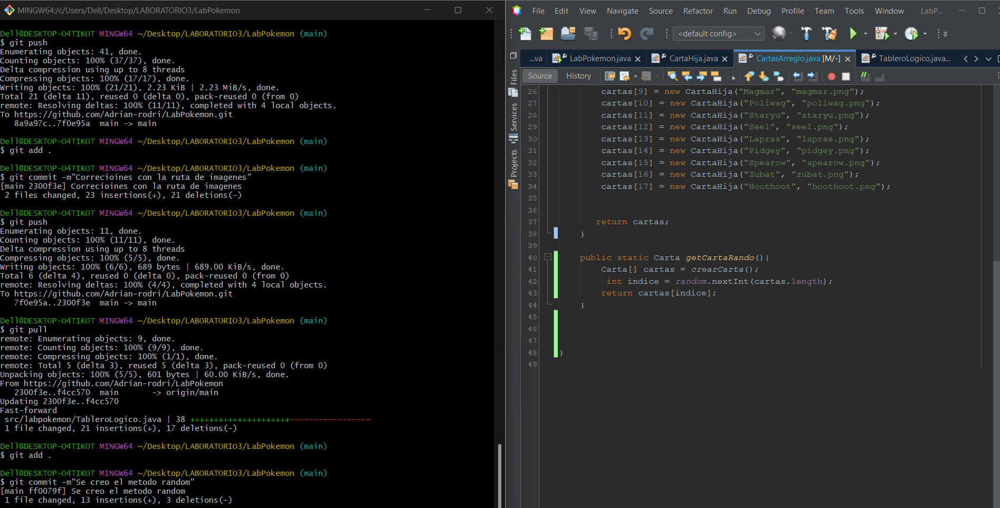 MINGW64:/c/Users/Dell/Desktop/LABORATORIO3/LabPokemon
Dell@DESKTOP-O4TIKOT MINGW64 ~/Desktop/LABORATORIO3/LabPokemon (main)
$ git push
Enumerating objects: 41, done.
Counting objects: 100% (37/37), done.
Delta compression using up to 8 threads
Compressing objects: 100% (17/17), done.
Writing objects: 100% (21/21), 2.23 KiB | 2.23 MiB/s, done.
Total 21 (delta 11), reused 0 (delta 0), pack-reused 0 (from 0)
remote: Resolving deltas: 100% (11/11), completed with 4 local objects.
To https://github.com/Adrian-rodri/LabPokemon.git
   8a9a97c..7f0e95a  main -> main
Dell@DESKTOP-O4TIKOT MINGW64 ~/Desktop/LABORATORIO3/LabPokemon (main)
$ git add .
Dell@DESKTOP-O4TIKOT MINGW64 ~/Desktop/LABORATORIO3/LabPokemon (main)
$ git commit -m"Correcioines con la ruta de imagenes"
[main 2300f3e] Correcioines con la ruta de imagenes
 2 files changed, 23 insertions(+), 21 deletions(-)
Dell@DESKTOP-O4TIKOT MINGW64 ~/Desktop/LABORATORIO3/LabPokemon (main)
$ git push
Enumerating objects: 11, done.
Counting objects: 100% (11/11), done.
Delta compression using up to 8 threads
Compressing objects: 100% (5/5), done.
Writing objects: 100% (6/6), 689 bytes | 689.00 KiB/s, done.
Total 6 (delta 4), reused 0 (delta 0), pack-reused 0 (from 0)
remote: Resolving deltas: 100% (4/4), completed with 4 local objects.
To https://github.com/Adrian-rodri/LabPokemon.git
   7f0e95a..2300f3e  main -> main
Dell@DESKTOP-O4TIKOT MINGW64 ~/Desktop/LABORATORIO3/LabPokemon (main)
$ git pull
remote: Enumerating objects: 9, done.
remote: Counting objects: 100% (9/9), done.
remote: Compressing objects: 100% (1/1), done.
remote: Total 5 (delta 3), reused 5 (delta 3), pack-reused 0 (from 0)
Unpacking objects: 100% (5/5), 601 bytes | 60.00 KiB/s, done.
From https://github.com/Adrian-rodri/LabPokemon
   2300f3e..f4cc570  main       -> origin/main
Updating 2300f3e..f4cc570
Fast-forward
 src/labpokemon/TableroLogico.java | 38 +++++++++++++++++++++-----------------
 1 file changed, 21 insertions(+), 17 deletions(-)
Dell@DESKTOP-O4TIKOT MINGW64 ~/Desktop/LABORATORIO3/LabPokemon (main)
$ git add .
Dell@DESKTOP-O4TIKOT MINGW64 ~/Desktop/LABORATORIO3/LabPokemon (main)
$ git commit -m"Se creo el metodo random"
[main ff0079f] Se creo el metodo random
 1 file changed, 13 insertions(+), 3 deletions(-)
File Edit View Navigate Source Refactor Run Debug Profile Team Tools Window LabP...
<default config>
...va LabPokemon.java CartaHija.java CartasArreglo.java [M/-] TableroLogico.java...
Source History
Files
Services
Projects
26 cartas[9] = new CartaHija("Magmar", "magmar.png");
27 cartas[10] = new CartaHija("Poliwag", "poliwag.png");
28 cartas[11] = new CartaHija("Staryu", "staryu.png");
29 cartas[12] = new CartaHija("Seel", "seel.png");
30 cartas[13] = new CartaHija("Lapras", "lapras.png");
31 cartas[14] = new CartaHija("Pidgey", "pidgey.png");
32 cartas[15] = new CartaHija("Spearow", "spearow.png");
33 cartas[16] = new CartaHija("Zubat", "zubat.png");
34 cartas[17] = new CartaHija("Hoothoot", "hoothoot.png");
35
36
37 return cartas;
38 }
39
40 public static Carta getCartaRando(){
41 Carta[] cartas = crearCarta();
42 int indice = random.nextInt(cartas.length);
43 return cartas[indice];
44 }
45
46
47
48 }
49